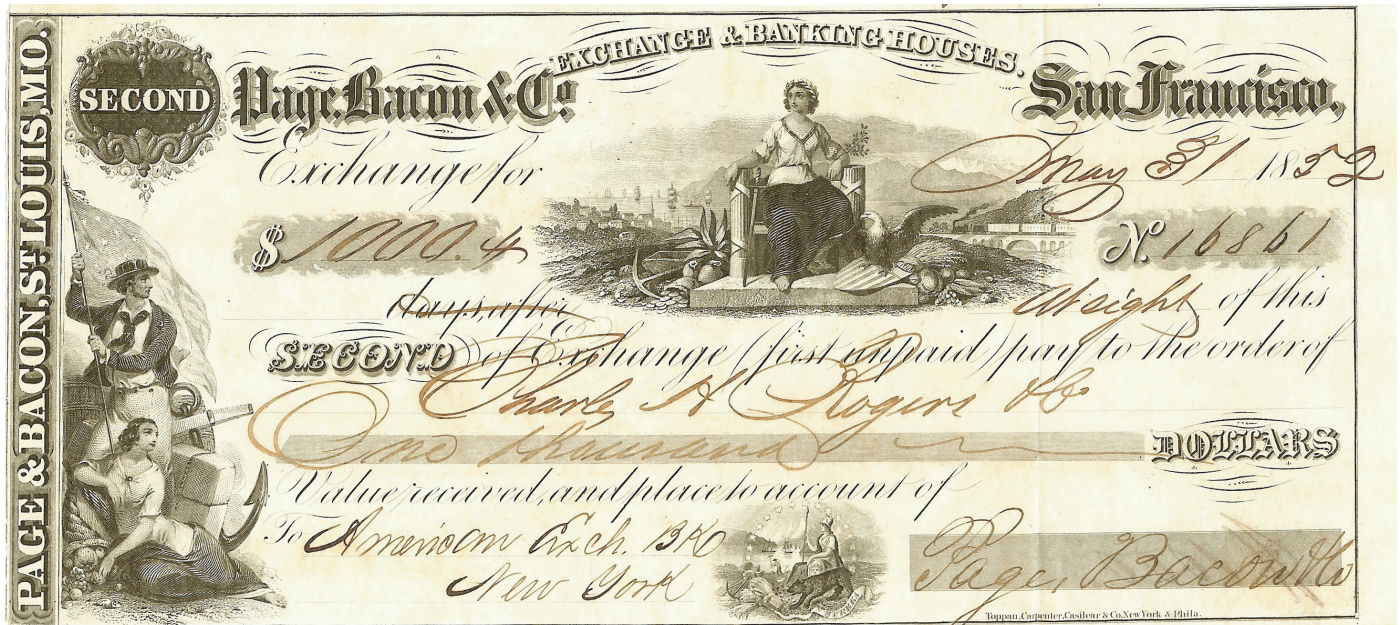 PAGE & BACON, ST. LOUIS, MO.
SECOND
EXCHANGE & BANKING HOUSES.
Page, Bacon & Co. San Francisco,
Exchange for May 31 1852
$ 1000.
N. 16861
days after At sight of this
SECOND of Exchange (first unpaid) pay to the order of
Charles H Rogers & Co
One thousand DOLLARS
Value received, and place to account of
To American Exch. Bk
New York
Page, Bacon & Co
Toppan, Carpenter, Casilear & Co. New York & Phila.